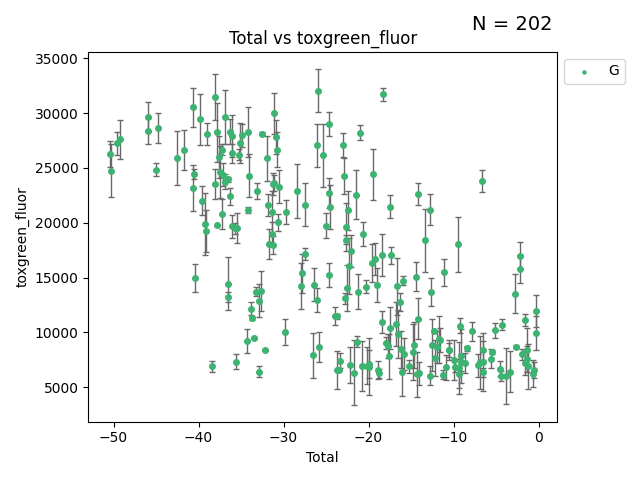 N = 202
Total vs toxgreen_fluor
G
toxgreen_fluor
35000
30000
25000
20000
15000
10000
5000
−50 −40 −30 −20 −10 0
Total